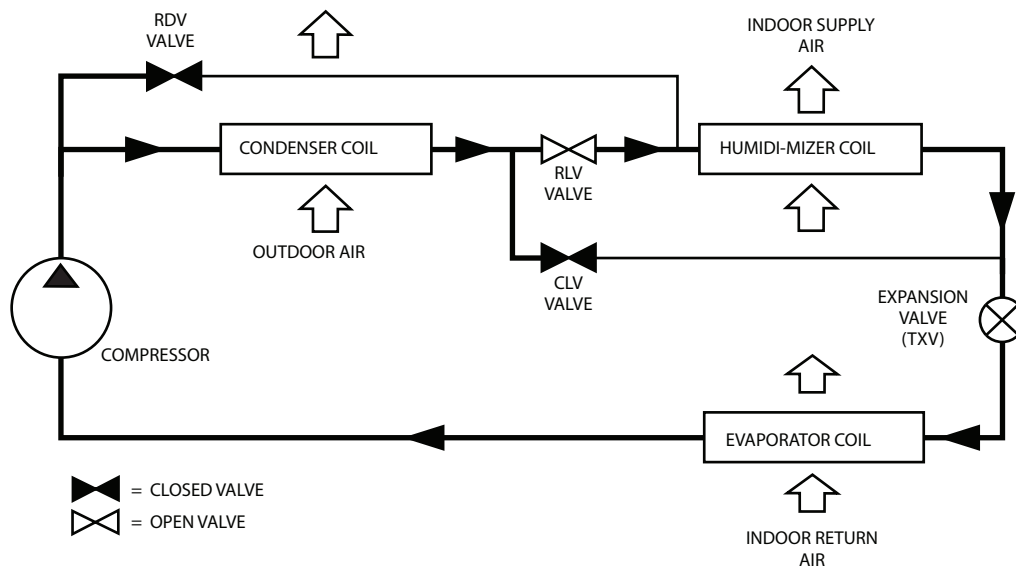 RDV
VALVE
INDOOR SUPPLY
AIR
CONDENSER COIL
HUMIDI-MIZER COIL
RLV
VALVE
OUTDOOR AIR
CLV
VALVE
EXPANSION
VALVE
(TXV)
COMPRESSOR
EVAPORATOR COIL
= CLOSED VALVE
= OPEN VALVE
INDOOR RETURN
AIR